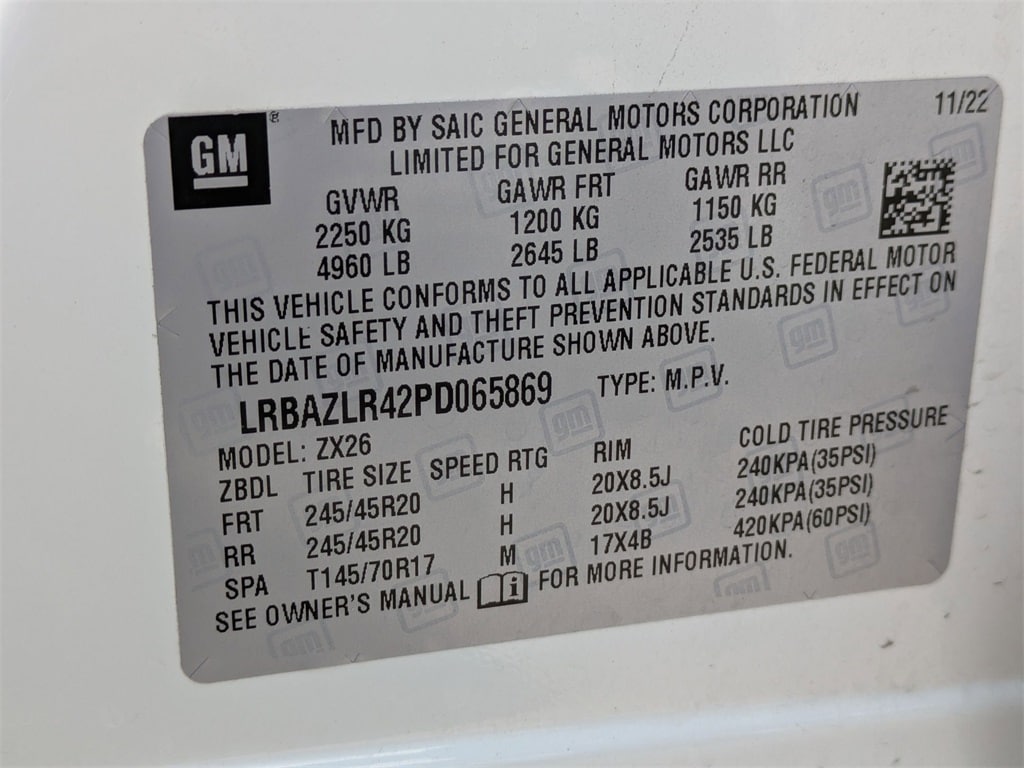 GM ®
MFD BY SAIC GENERAL MOTORS CORPORATION 11/22
LIMITED FOR GENERAL MOTORS LLC
GVWR GAWR FRT GAWR RR
2250 KG 1200 KG 1150 KG
4960 LB 2645 LB 2535 LB
THIS VEHICLE CONFORMS TO ALL APPLICABLE U.S. FEDERAL MOTOR
VEHICLE SAFETY AND THEFT PREVENTION STANDARDS IN EFFECT ON
THE DATE OF MANUFACTURE SHOWN ABOVE.
LRBAZLR42PD065869 TYPE: M.P.V.
MODEL: ZX26
ZBDL TIRE SIZE SPEED RTG RIM COLD TIRE PRESSURE
FRT 245/45R20 H 20X8.5J 240KPA(35PSI)
RR 245/45R20 H 20X8.5J 240KPA(35PSI)
SPA T145/70R17 M 17X4B 420KPA(60PSI)
SEE OWNER'S MANUAL i FOR MORE INFORMATION.